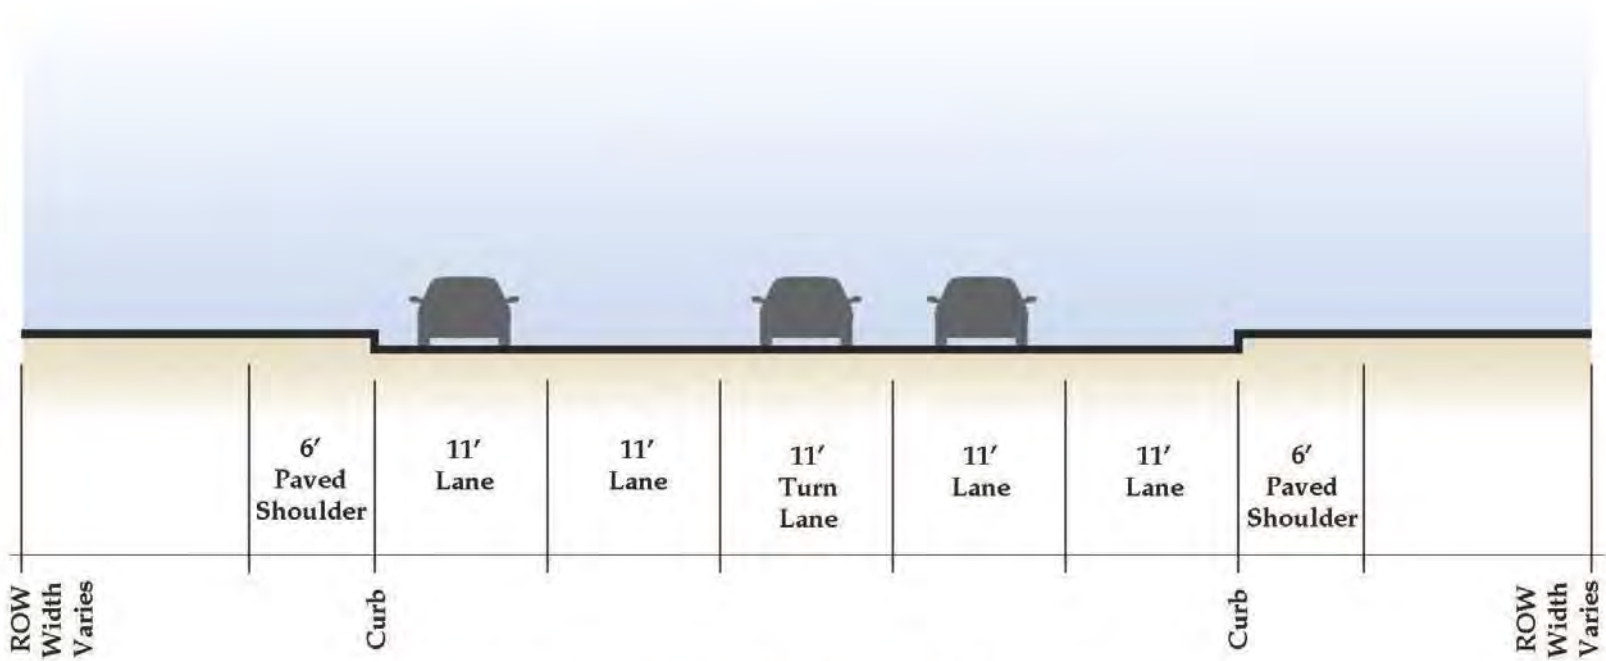 6′
Paved
Shoulder
11′
Lane
11′
Lane
11′
Turn
Lane
11′
Lane
11′
Lane
6′
Paved
Shoulder
ROW
Width
Varies
Curb
Curb
ROW
Width
Varies